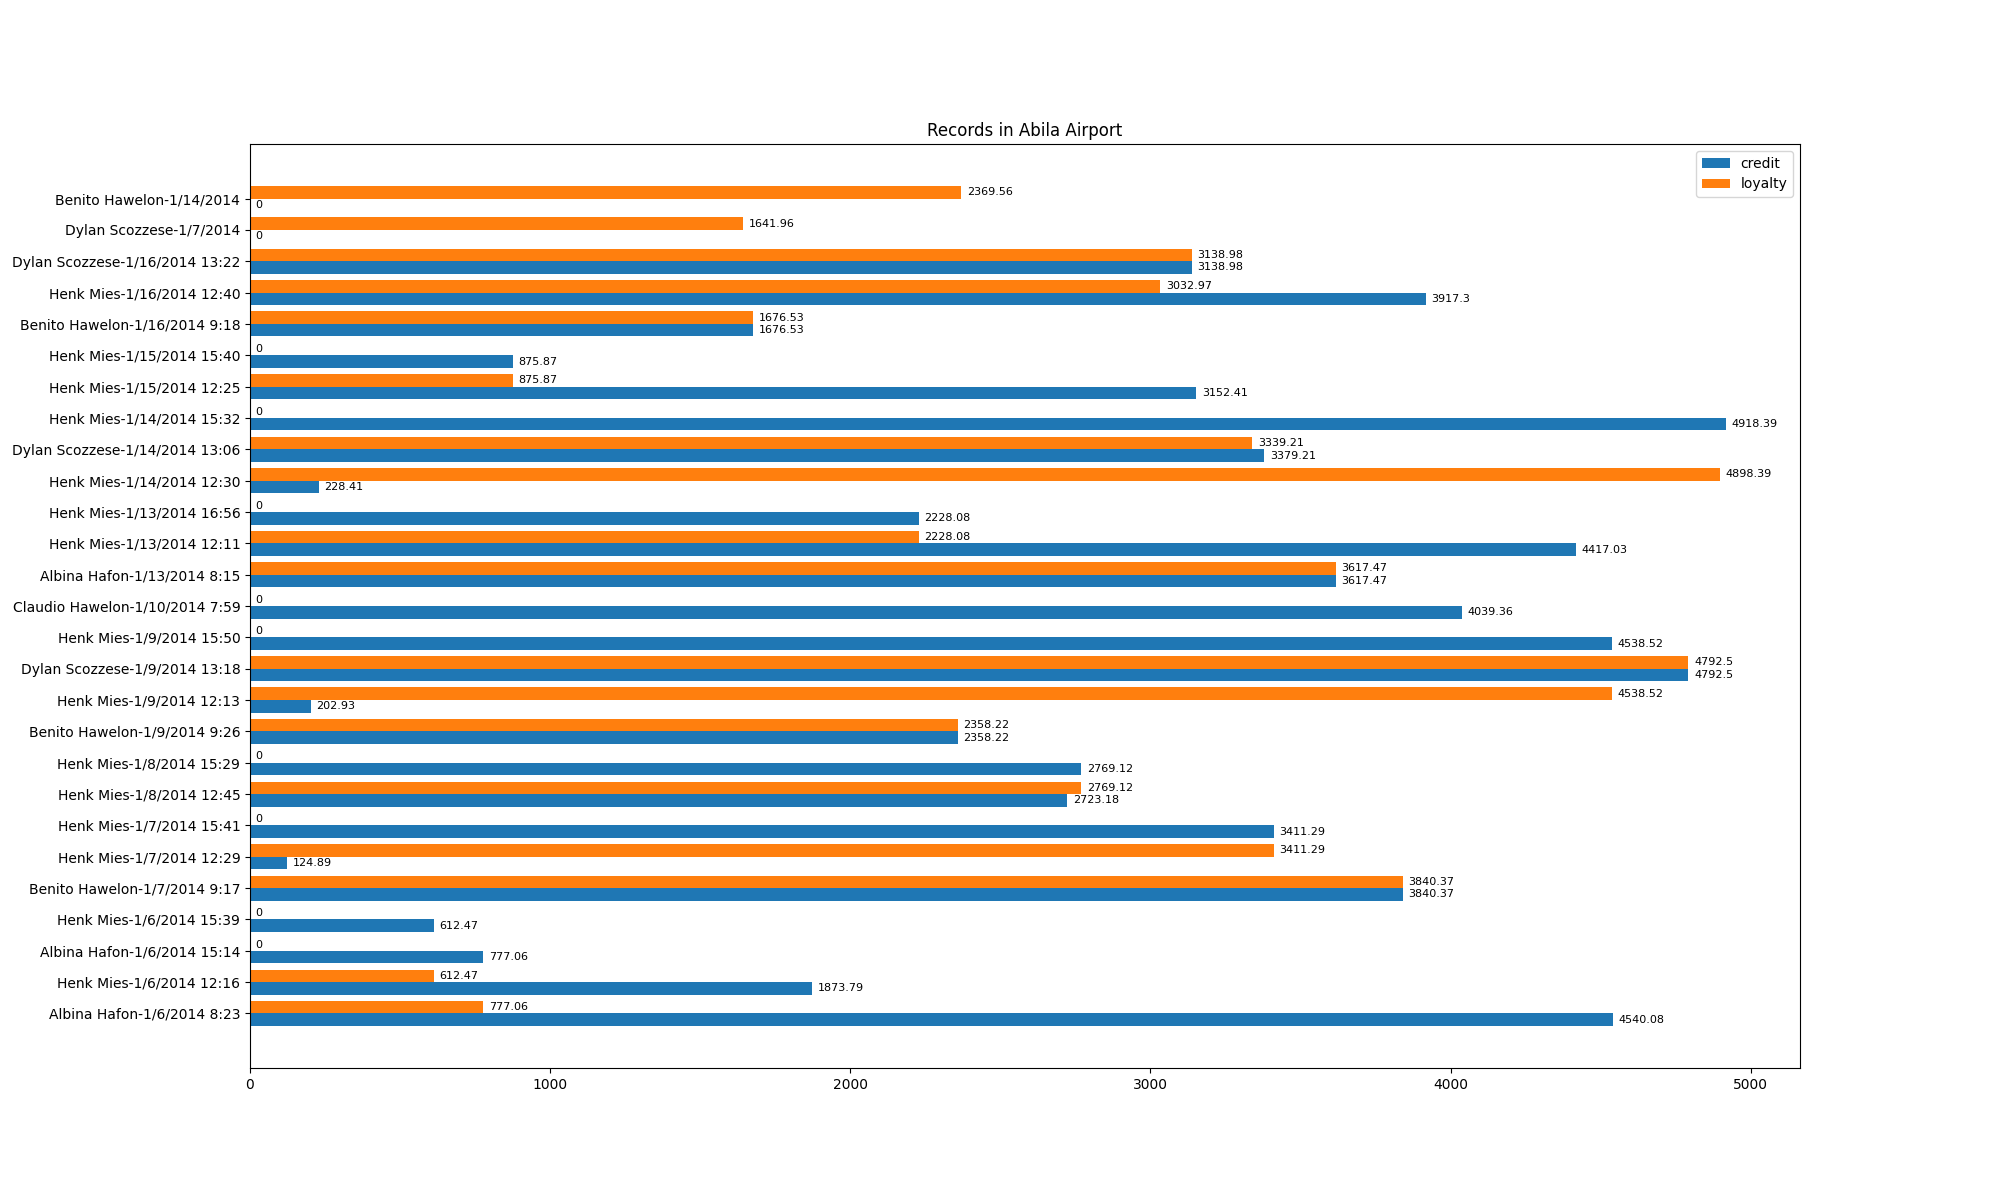 Records in Abila Airport
credit
loyalty
Benito Hawelon-1/14/2014
2369.56
0
Dylan Scozzese-1/7/2014
1641.96
0
Dylan Scozzese-1/16/2014 13:22
3138.98
3138.98
Henk Mies-1/16/2014 12:40
3032.97
3917.3
Benito Hawelon-1/16/2014 9:18
1676.53
1676.53
Henk Mies-1/15/2014 15:40
0
875.87
Henk Mies-1/15/2014 12:25
875.87
3152.41
Henk Mies-1/14/2014 15:32
0
4918.39
Dylan Scozzese-1/14/2014 13:06
3339.21
3379.21
Henk Mies-1/14/2014 12:30
4898.39
228.41
Henk Mies-1/13/2014 16:56
0
2228.08
Henk Mies-1/13/2014 12:11
2228.08
4417.03
Albina Hafon-1/13/2014 8:15
3617.47
3617.47
Claudio Hawelon-1/10/2014 7:59
0
4039.36
Henk Mies-1/9/2014 15:50
0
4538.52
Dylan Scozzese-1/9/2014 13:18
4792.5
4792.5
Henk Mies-1/9/2014 12:13
4538.52
202.93
Benito Hawelon-1/9/2014 9:26
2358.22
2358.22
Henk Mies-1/8/2014 15:29
0
2769.12
Henk Mies-1/8/2014 12:45
2769.12
2723.18
Henk Mies-1/7/2014 15:41
0
3411.29
Henk Mies-1/7/2014 12:29
3411.29
124.89
Benito Hawelon-1/7/2014 9:17
3840.37
3840.37
Henk Mies-1/6/2014 15:39
0
612.47
Albina Hafon-1/6/2014 15:14
0
777.06
Henk Mies-1/6/2014 12:16
612.47
1873.79
Albina Hafon-1/6/2014 8:23
777.06
4540.08
0 1000 2000 3000 4000 5000